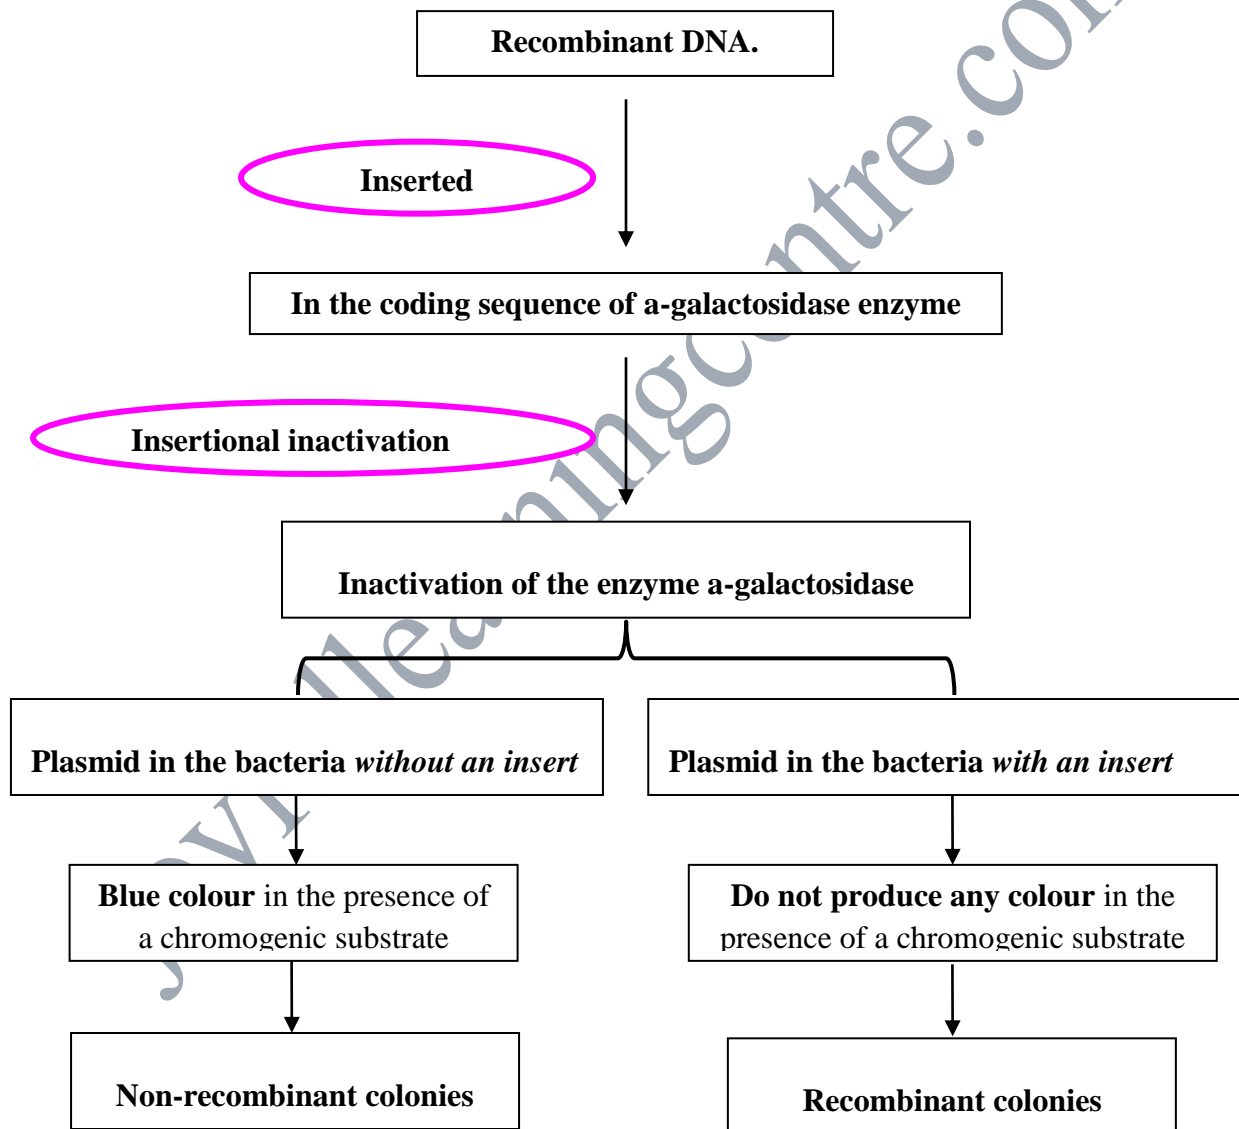 Recombinant DNA.
Inserted
In the coding sequence of a-galactosidase enzyme
Insertional inactivation
Inactivation of the enzyme a-galactosidase
Plasmid in the bacteria without an insert
Plasmid in the bacteria with an insert
Blue colour in the presence of
a chromogenic substrate
Do not produce any colour in the
presence of a chromogenic substrate
Non-recombinant colonies
Recombinant colonies